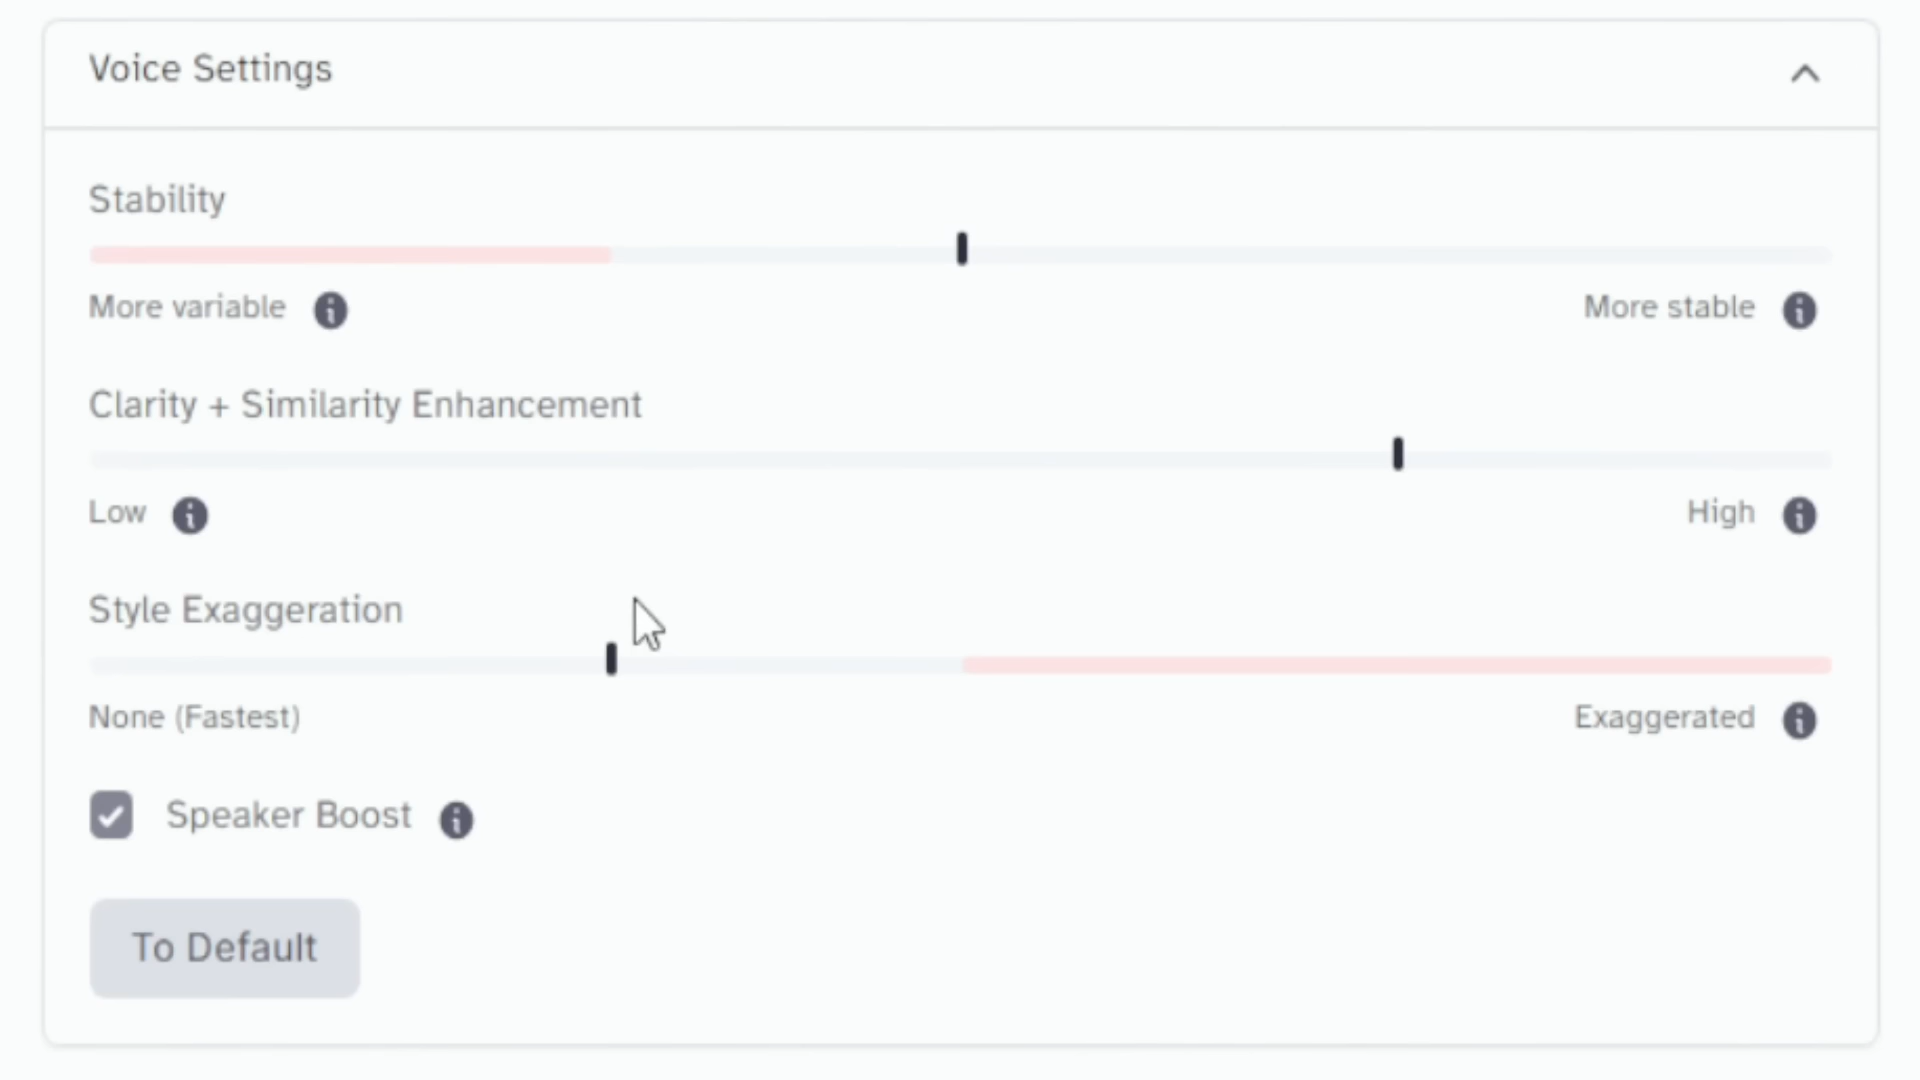 Voice Settings
Stability
More variable
More stable
Clarity + Similarity Enhancement
Low
High
Style Exaggeration
None (Fastest)
Exaggerated
Speaker Boost
To Default